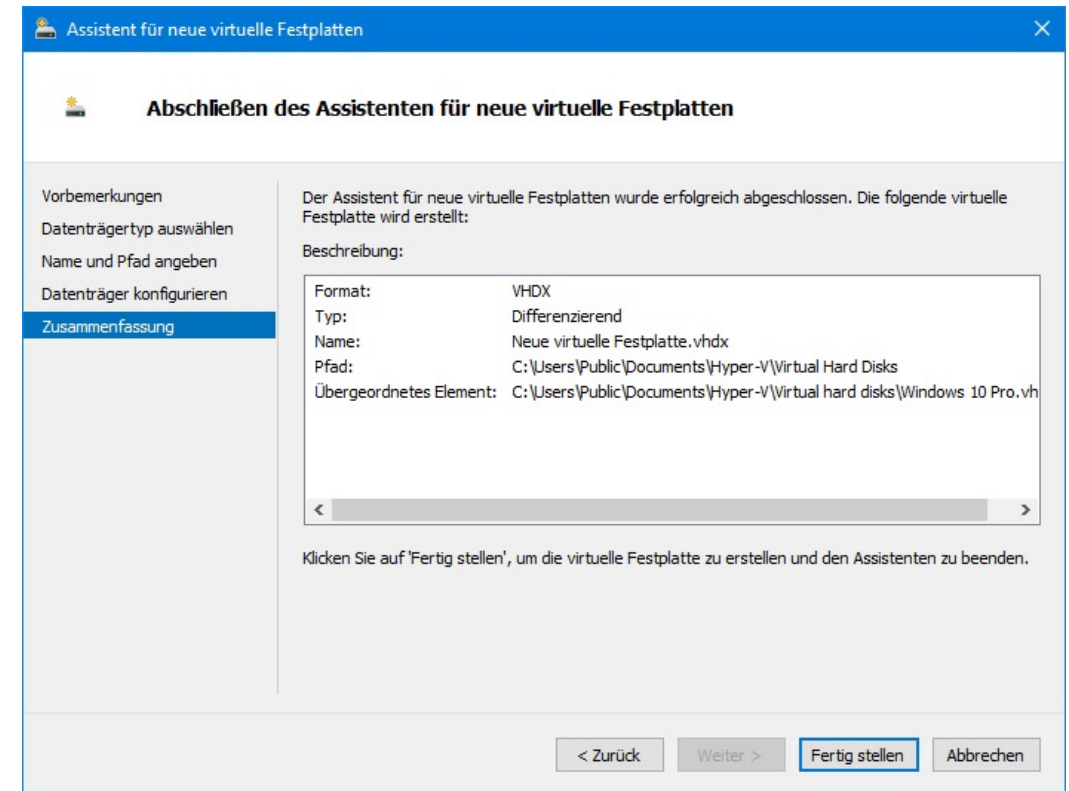 Assistent für neue virtuelle Festplatten
Abschließen des Assistenten für neue virtuelle Festplatten
Vorbemerkungen
Datenträgertyp auswählen
Name und Pfad angeben
Datenträger konfigurieren
Zusammenfassung
Der Assistent für neue virtuelle Festplatten wurde erfolgreich abgeschlossen. Die folgende virtuelle
Festplatte wird erstellt:
Beschreibung:
Format: VHDX
Typ: Differenzierend
Name: Neue virtuelle Festplatte.vhdx
Pfad: C:\Users\Public\Documents\Hyper-V\Virtual Hard Disks
Übergeordnetes Element: C:\Users\Public\Documents\Hyper-V\Virtual hard disks\Windows 10 Pro.vh
Klicken Sie auf 'Fertig stellen', um die virtuelle Festplatte zu erstellen und den Assistenten zu beenden.
< Zurück Weiter > Fertig stellen Abbrechen